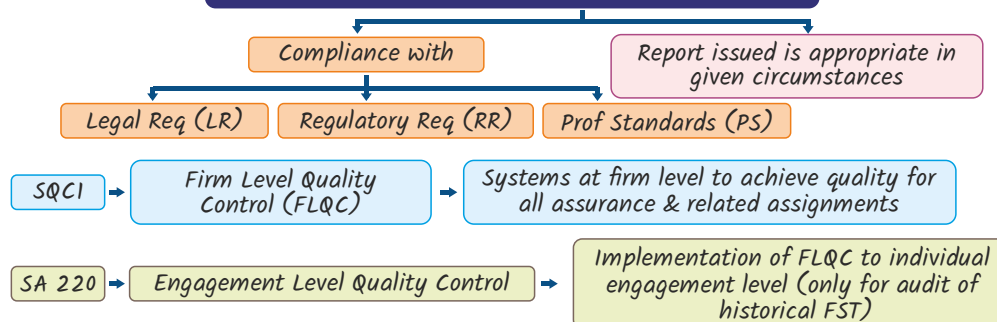 Compliance with
Report issued is appropriate in
given circumstances
Legal Req (LR)
Regulatory Req (RR)
Prof Standards (PS)
SQC1
Firm Level Quality
Control (FLQC)
Systems at firm level to achieve quality for
all assurance & related assignments
SA 220
Engagement Level Quality Control
Implementation of FLQC to individual
engagement level (only for audit of
historical FST)